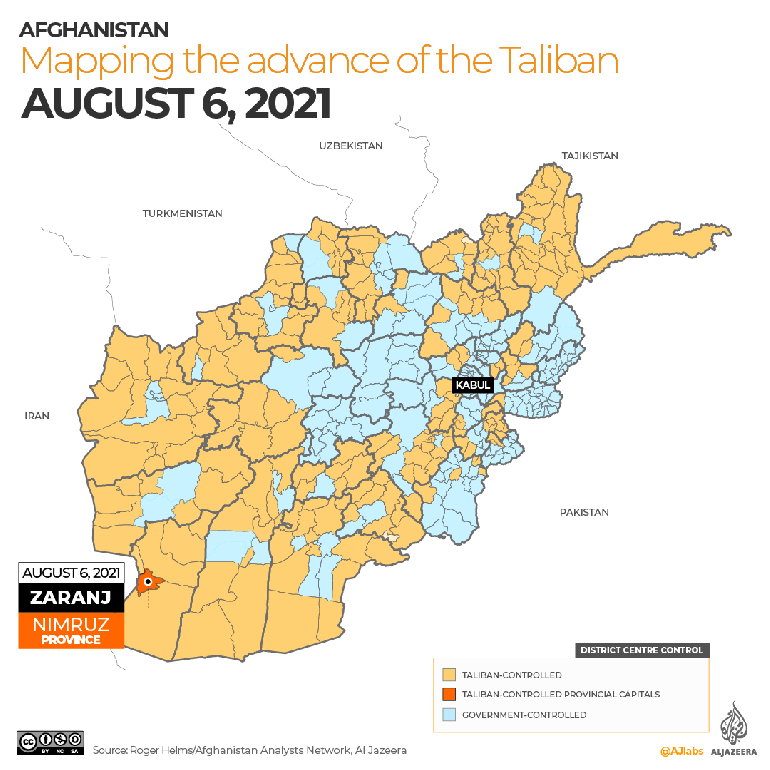 AFGHANISTAN
Mapping the advance of the Taliban
AUGUST 6, 2021
UZBEKISTAN
TAJIKISTAN
TURKMENISTAN
KABUL
IRAN
PAKISTAN
AUGUST 6, 2021
ZARANJ
NIMRUZ
PROVINCE
DISTRICT CENTRE CONTROL
TALIBAN-CONTROLLED
TALIBAN-CONTROLLED PROVINCIAL CAPITALS
GOVERNMENT-CONTROLLED
cc
BY NC SA
Source: Roger Helms/Afghanistan Analysts Network, Al Jazeera
@AJlabs
ALJAZEERA